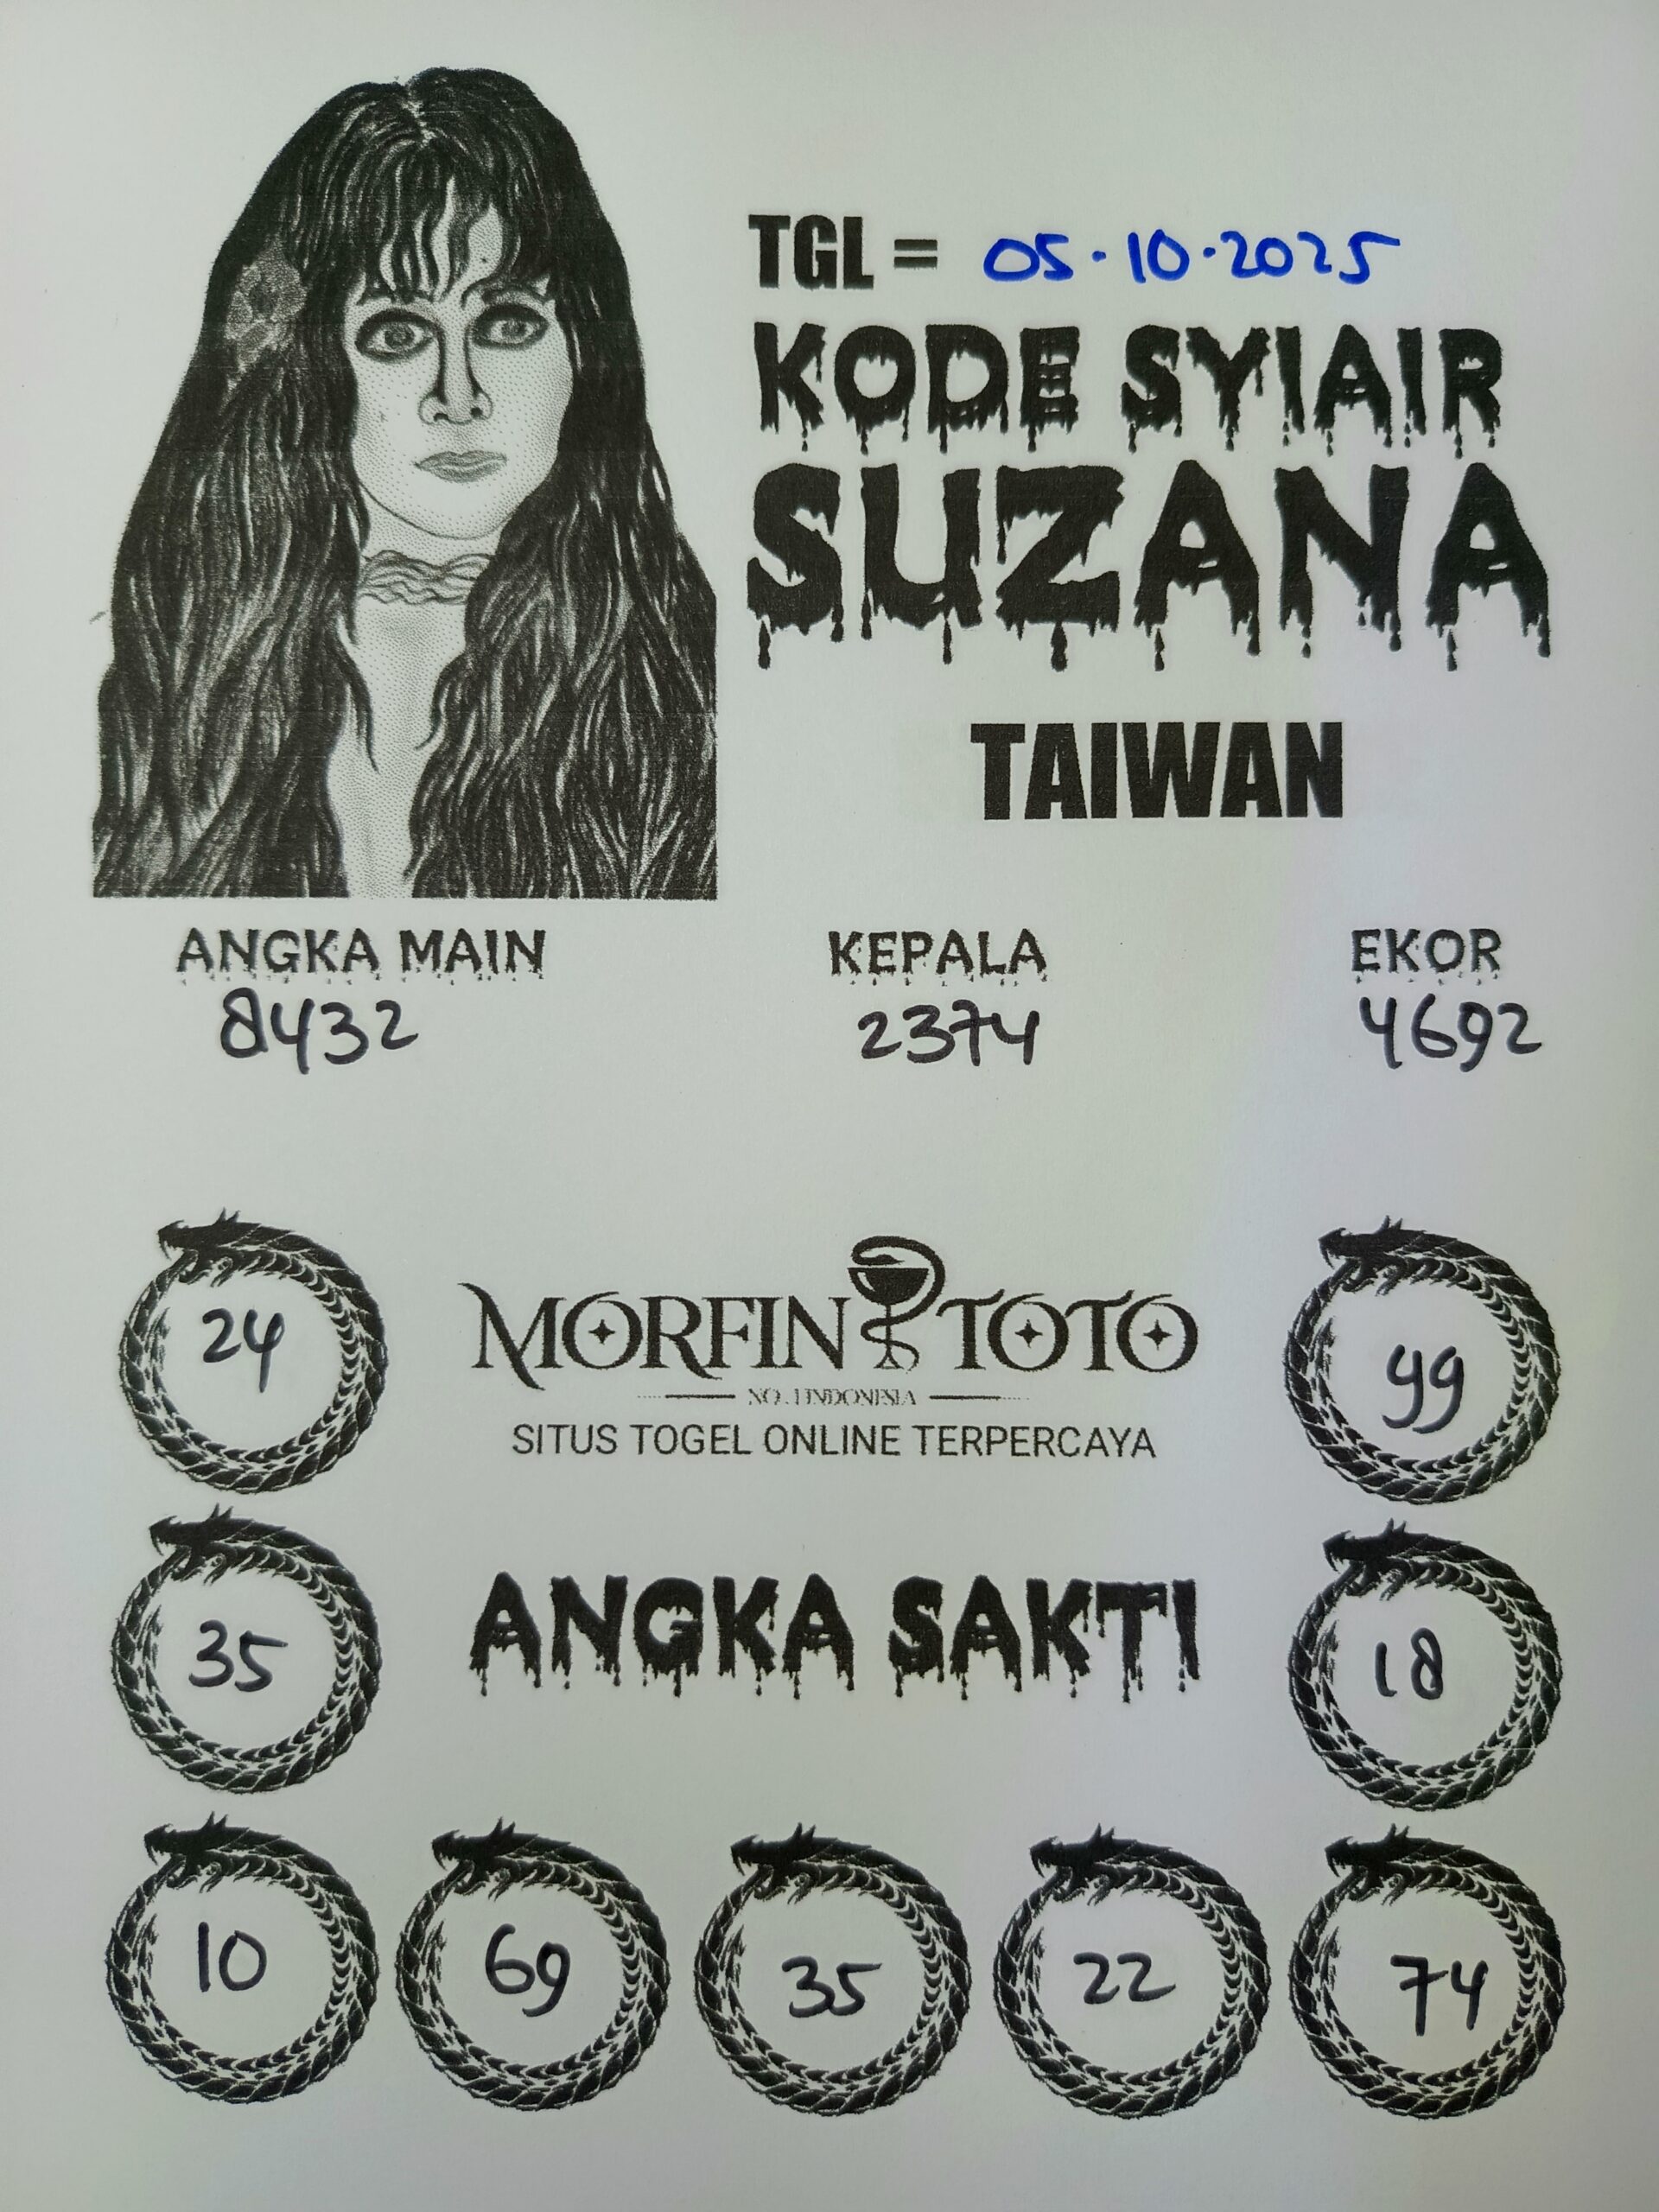 TGL = 05.10.2025
KODE SYIAIR
SUZANA
TAIWAN
ANGKA MAIN KEPALA EKOR
8432 2374 4692
24 99
MORFIN TOTO
NO.1 INDONESIA
SITUS TOGEL ONLINE TERPERCAYA
ANGKA SAKTI
35 18
10 69 35 22 74